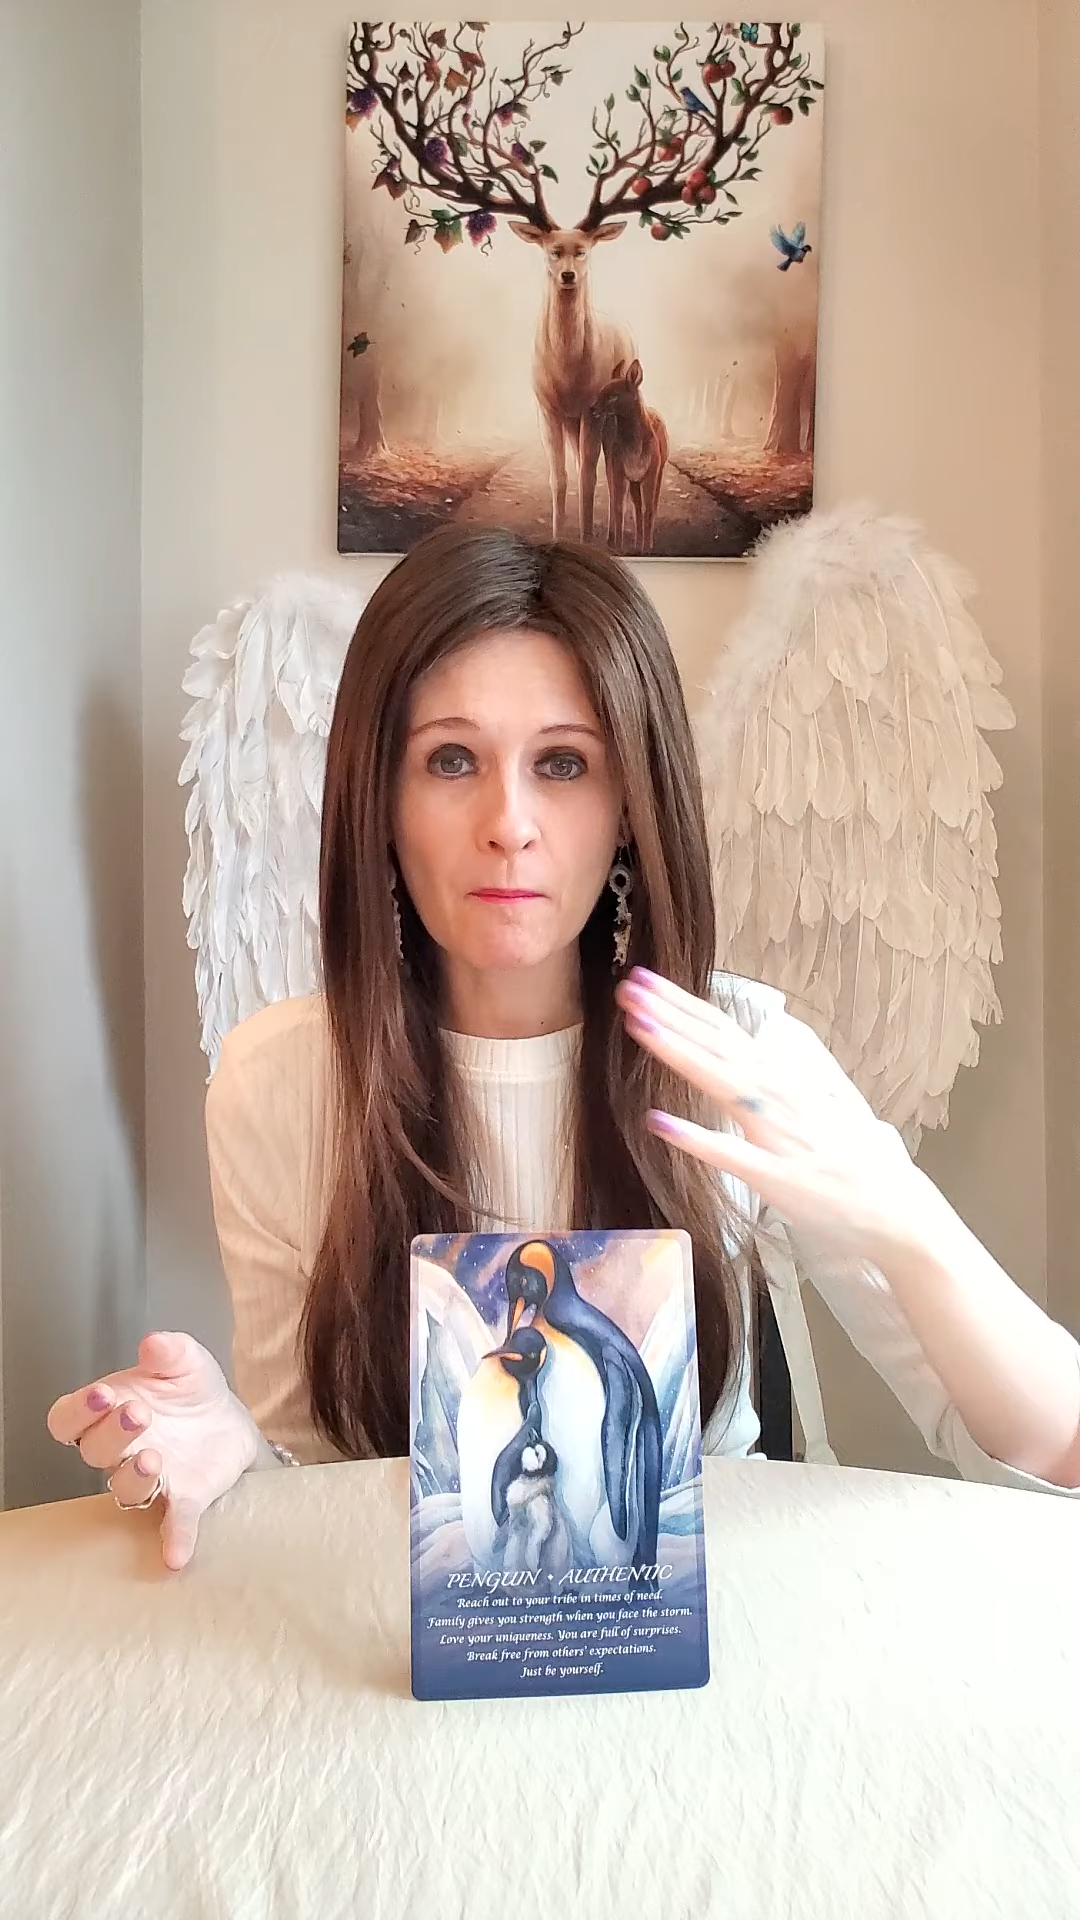 PENGUIN • AUTHENTIC
Reach out to your tribe in times of need.
Family gives you strength when you face the storm.
Love your uniqueness. You are full of surprises.
Break free from others' expectations.
Just be yourself.